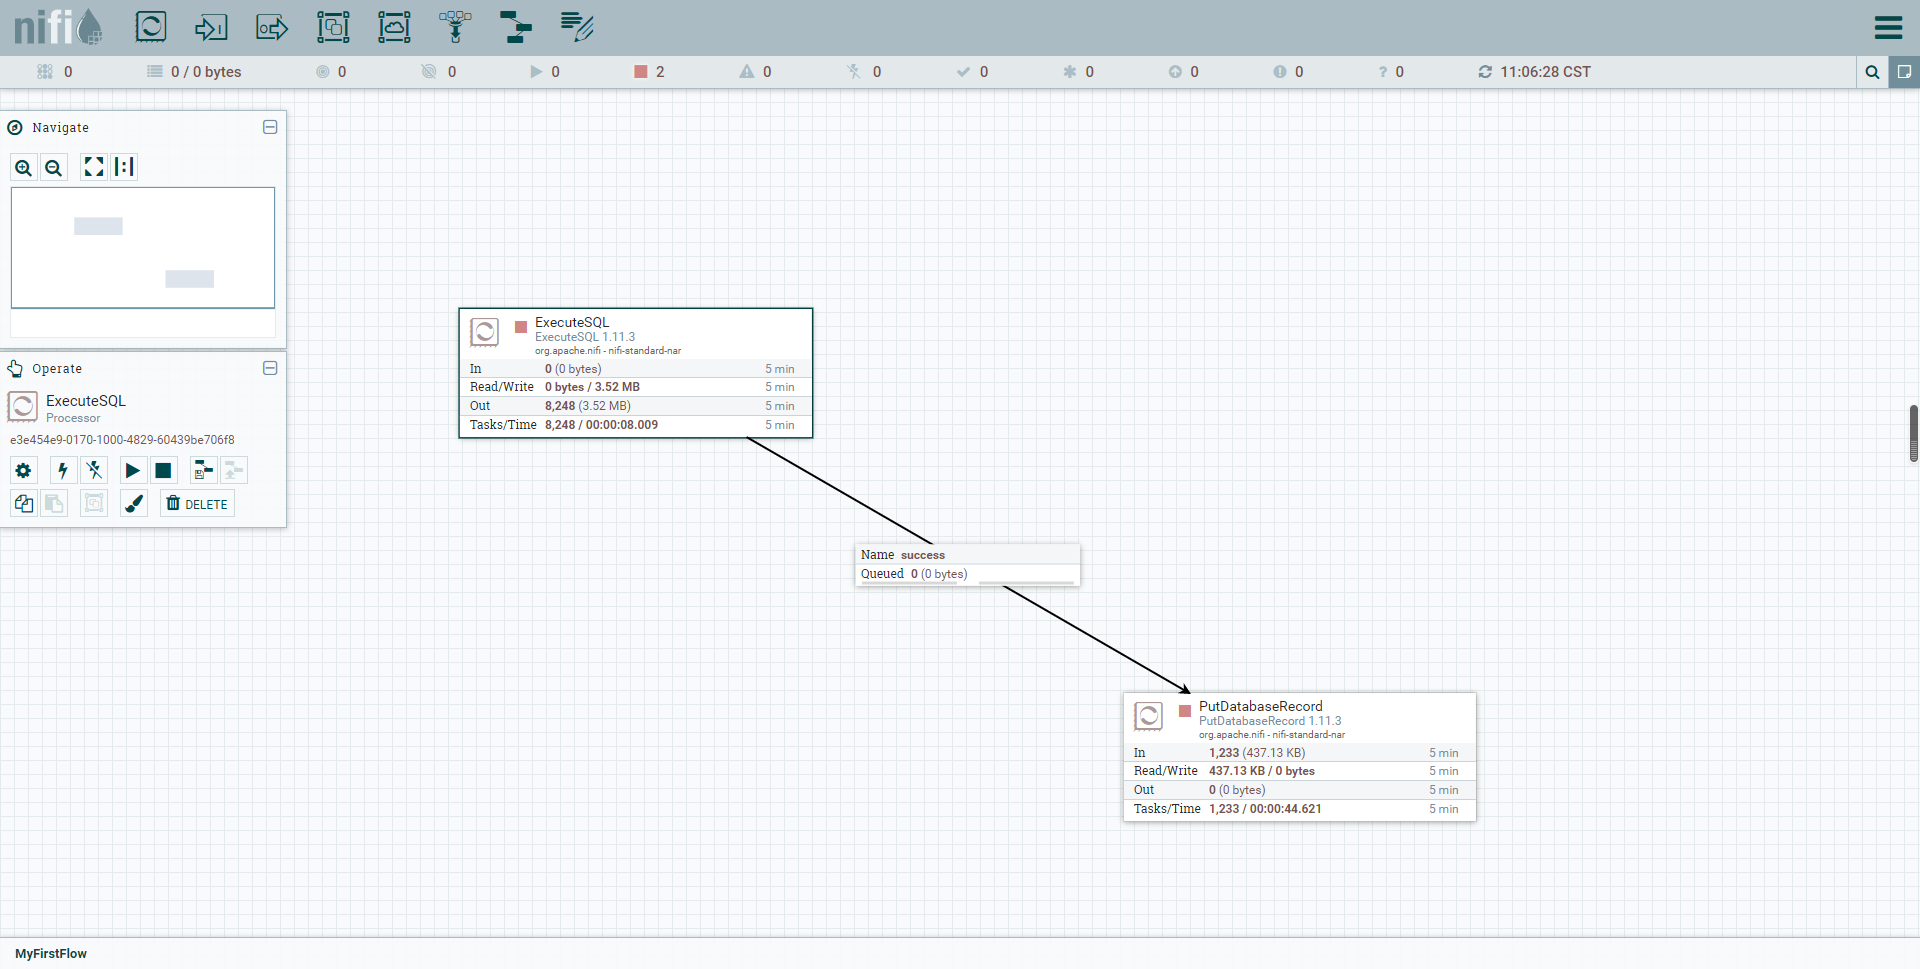 nifi
0 0 / 0 bytes 0 0 0 2 0 0 0 0 0 0 0 11:06:28 CST
Navigate
Operate
ExecuteSQL
Processor
e3e454e9-0170-1000-4829-60439be706f8
DELETE
ExecuteSQL
ExecuteSQL 1.11.3
org.apache.nifi - nifi-standard-nar
In 0 (0 bytes) 5 min
Read/Write 0 bytes / 3.52 MB 5 min
Out 8,248 (3.52 MB) 5 min
Tasks/Time 8,248 / 00:00:08.009 5 min
Name success
Queued 0 (0 bytes)
PutDatabaseRecord
PutDatabaseRecord 1.11.3
org.apache.nifi - nifi-standard-nar
In 1,233 (437.13 KB) 5 min
Read/Write 437.13 KB / 0 bytes 5 min
Out 0 (0 bytes) 5 min
Tasks/Time 1,233 / 00:00:44.621 5 min
MyFirstFlow